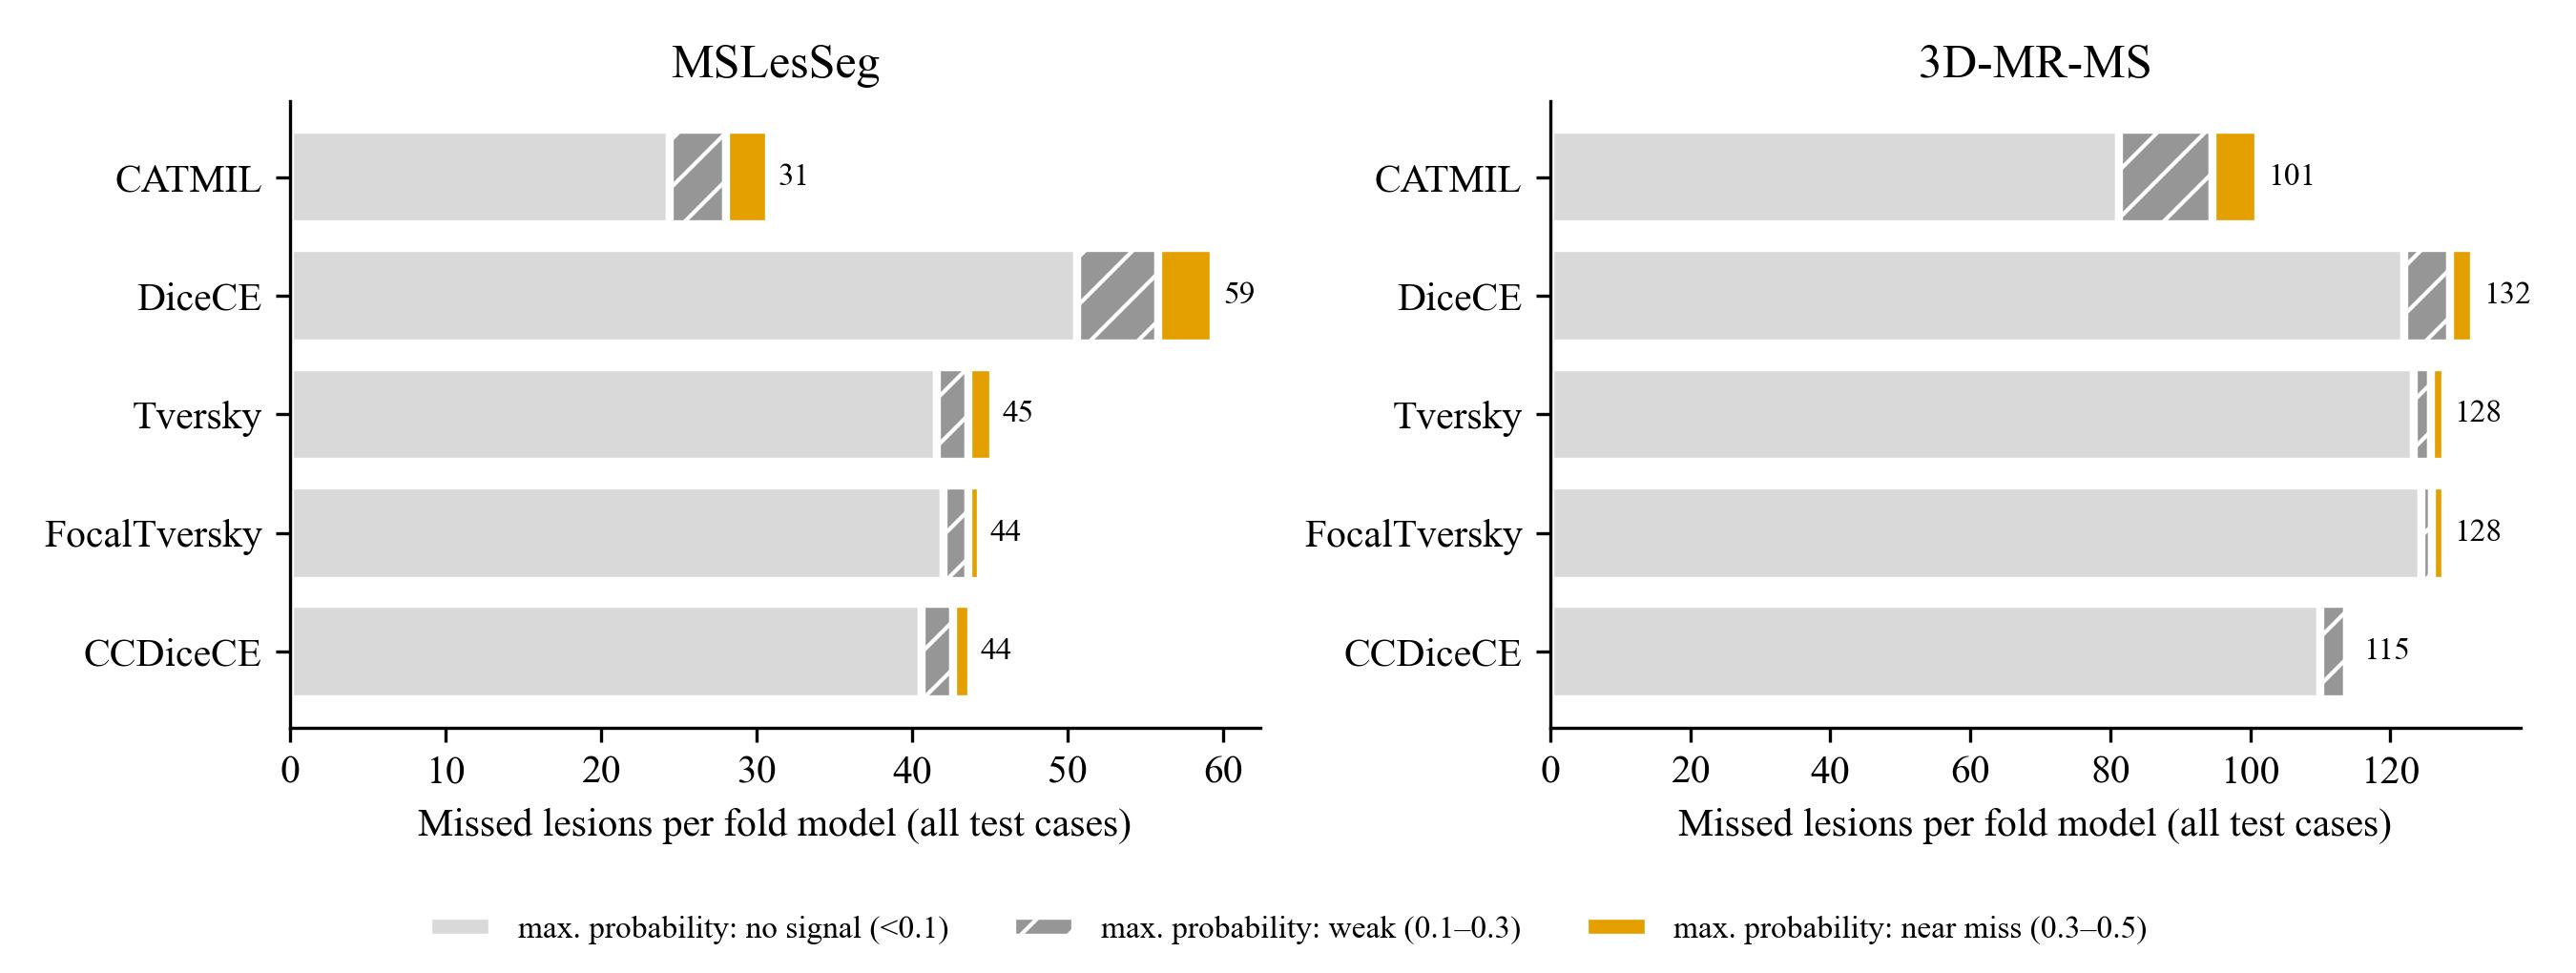 MSLesSeg
CATMIL
31
DiceCE
59
Tversky
45
FocalTversky
44
CCDiceCE
44
0 10 20 30 40 50 60
Missed lesions per fold model (all test cases)
3D-MR-MS
CATMIL
101
DiceCE
132
Tversky
128
FocalTversky
128
CCDiceCE
115
0 20 40 60 80 100 120
Missed lesions per fold model (all test cases)
max. probability: no signal (<0.1)
max. probability: weak (0.1–0.3)
max. probability: near miss (0.3–0.5)